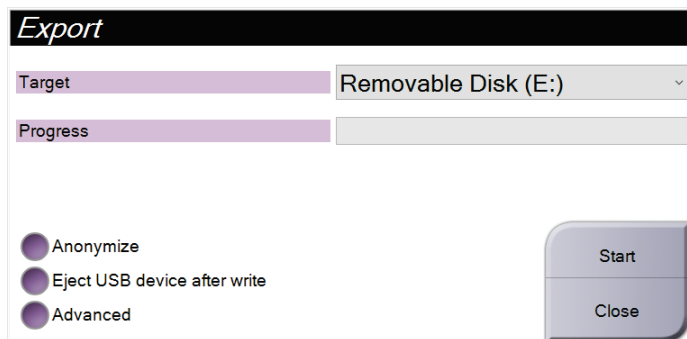 Export
Target
Removable Disk (E:)
Progress
Anonymize
Eject USB device after write
Advanced
Start
Close